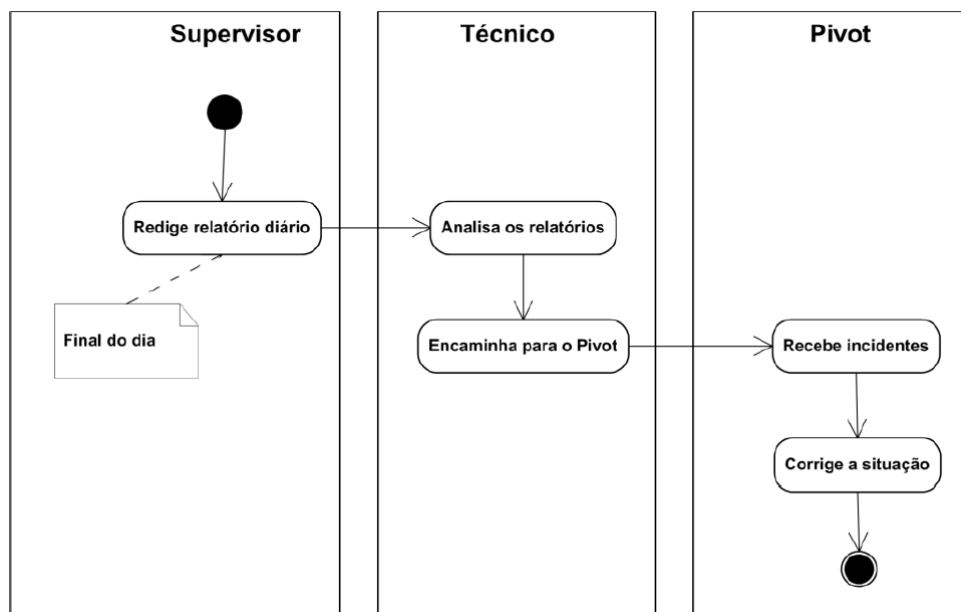 Supervisor
Técnico
Pivot
Redige relatório diário
Analisa os relatórios
Final do dia
Encaminha para o Pivot
Recebe incidentes
Corrige a situação